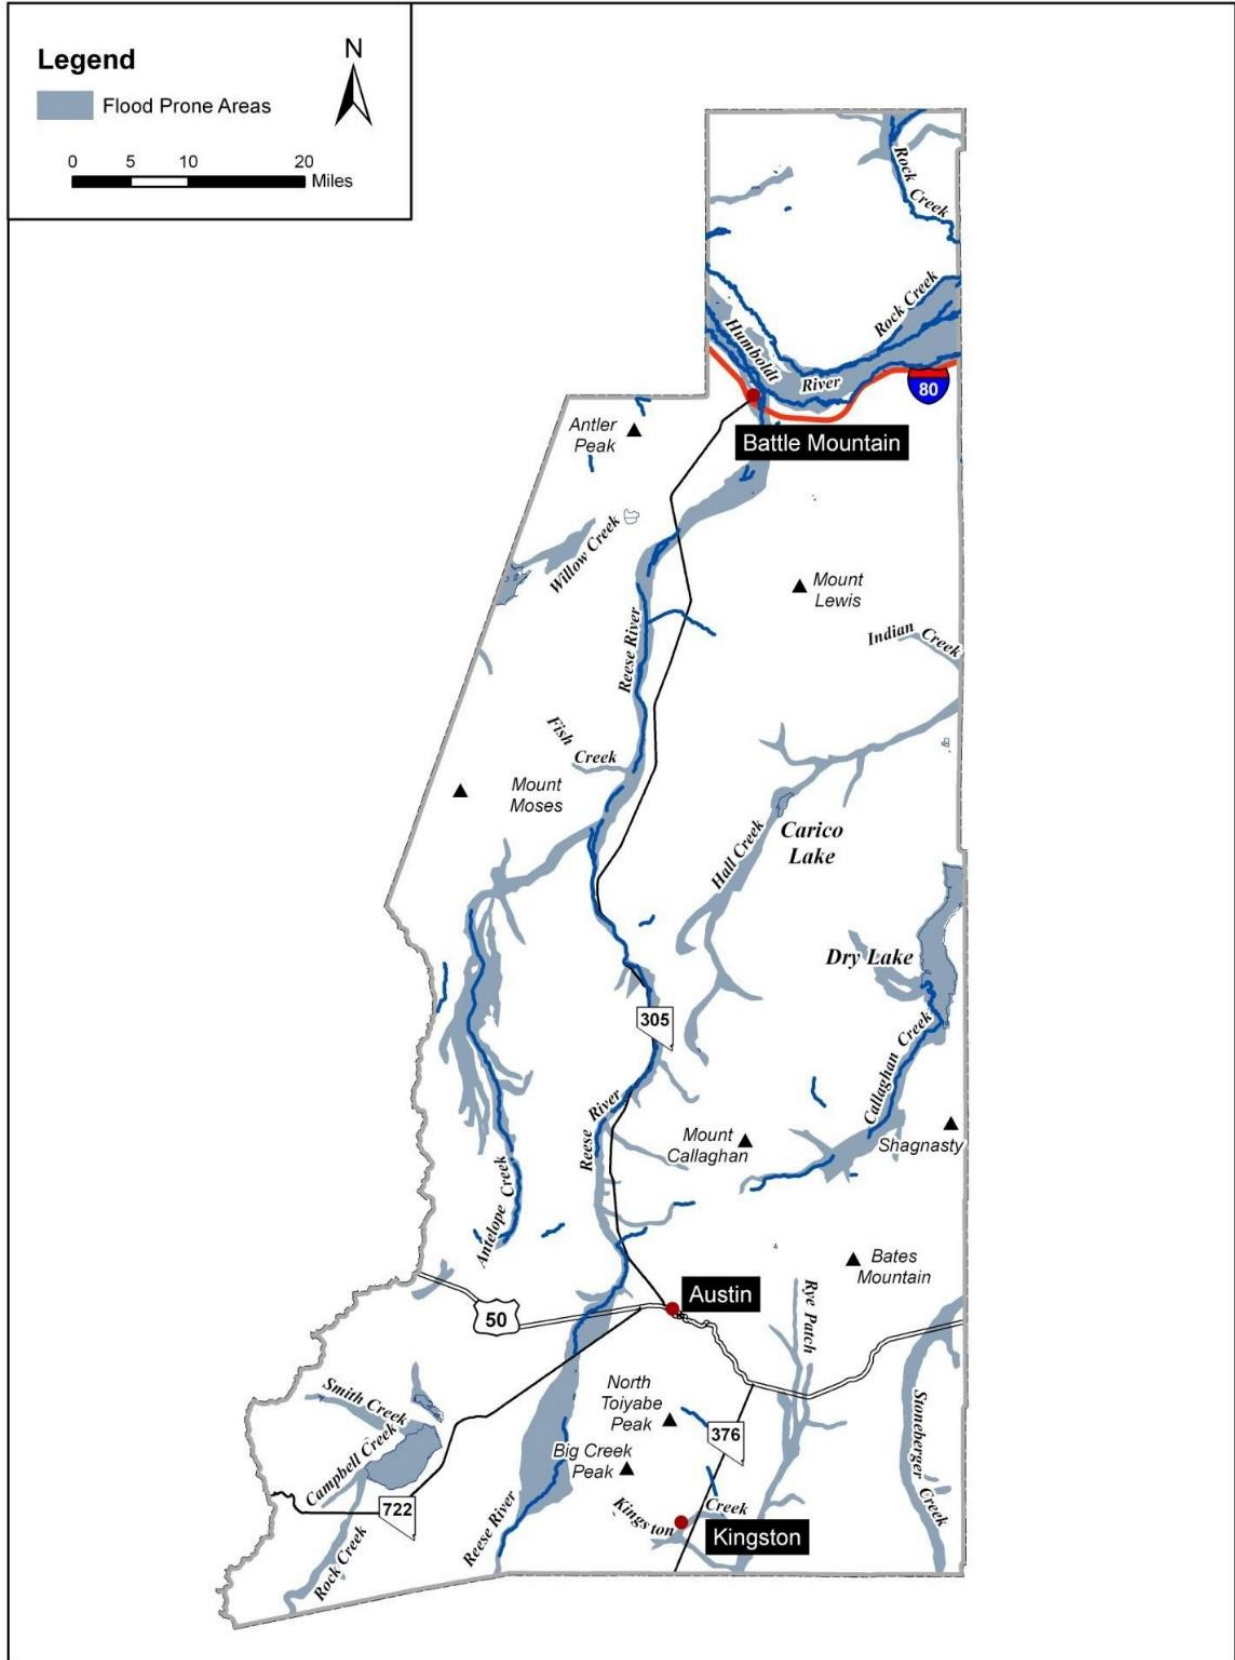 Legend
N
Flood Prone Areas
0 5 10 20
Miles
Rock Creek
Rock Creek
Humboldt River
80
Antler
Peak
Battle Mountain
Willow Creek
Mount
Lewis
Indian Creek
Reese River
Fish Creek
Mount
Moses
Carico
Lake
Hall Creek
Dry Lake
305
Callaghan Creek
Reese River
Mount
Callaghan
Shagnasty
Antelope Creek
Bates
Mountain
Austin
50
Rye Patch
Smith Creek
North
Toiyabe
Peak
Stoneberger Creek
376
Campbell Creek
Big Creek
Peak
722
Kingston Creek
Reese River
Kingston
Rock Creek